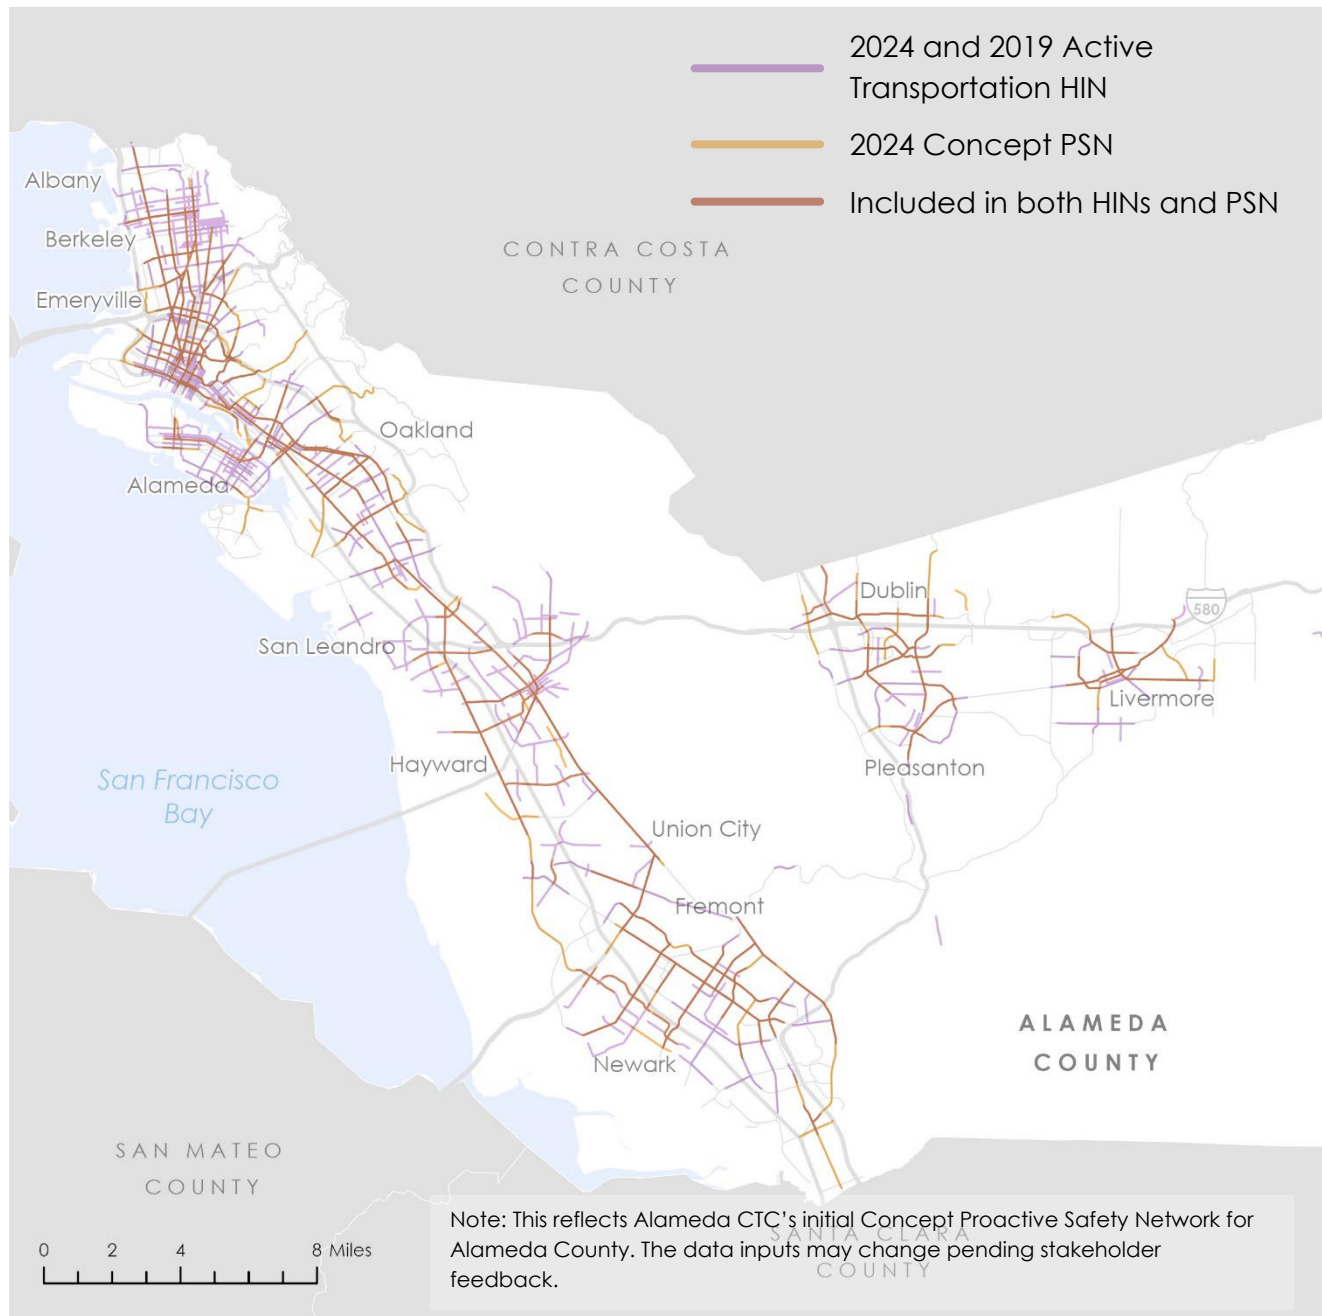 2024 and 2019 Active
Transportation HIN
2024 Concept PSN
Included in both HINs and PSN
CONTRA COSTA
COUNTY
Albany
Berkeley
Emeryville
Oakland
Alameda
San Leandro
Dublin
580
Livermore
Pleasanton
Hayward
San Francisco
Bay
Union City
Fremont
Newark
ALAMEDA
COUNTY
SAN MATEO
COUNTY
0 2 4 8 Miles
SANTA CLARA
COUNTY
Note: This reflects Alameda CTC's initial Concept Proactive Safety Network for
Alameda County. The data inputs may change pending stakeholder
feedback.